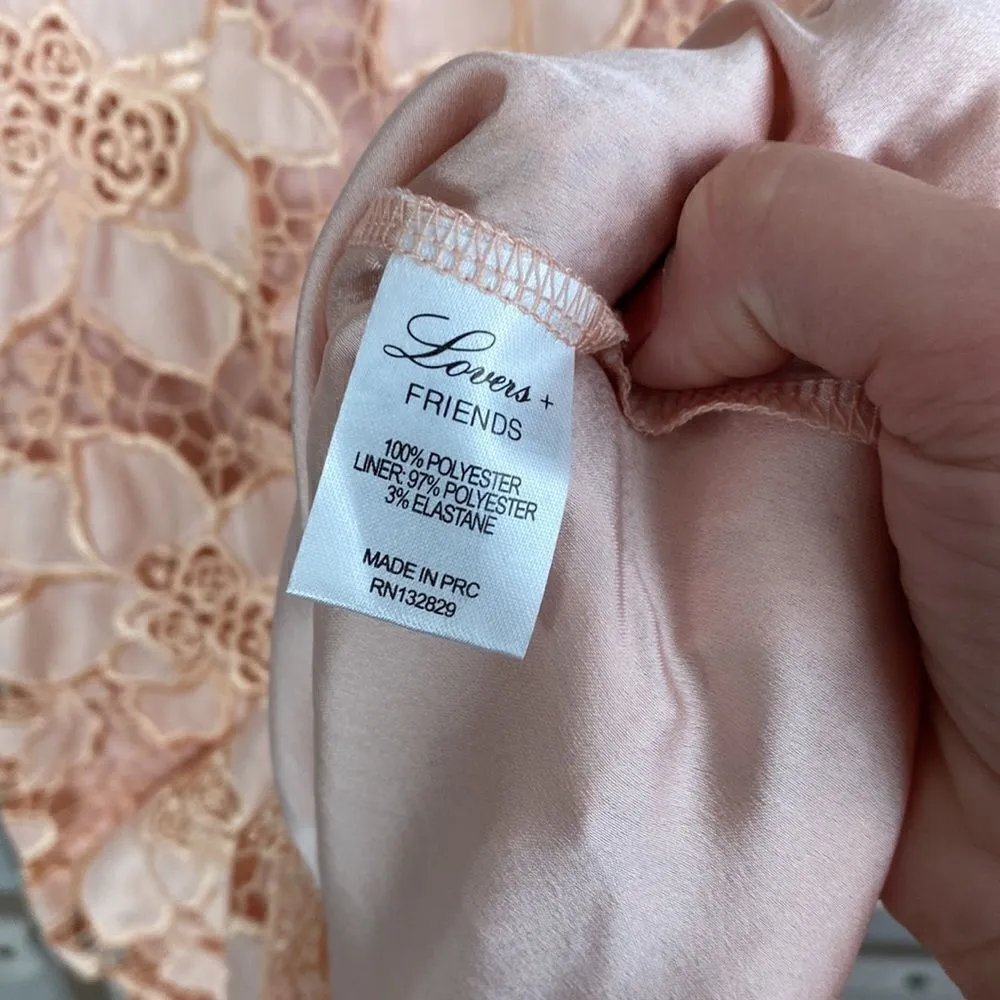 Lovers +
FRIENDS
100% POLYESTER
LINER: 97% POLYESTER
3% ELASTANE
MADE IN PRC
RN132829